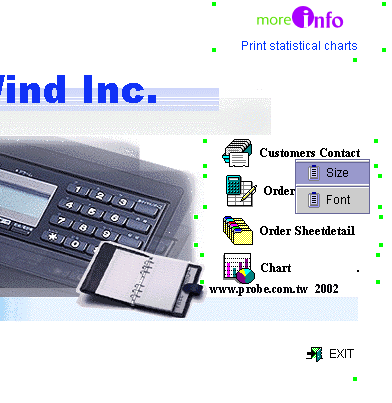 more info
Print statistical charts
Wind Inc.
Customers Contact
Size
Order
Font
Order Sheetdetail
Chart .
www.probe.com.tw 2002
EXIT